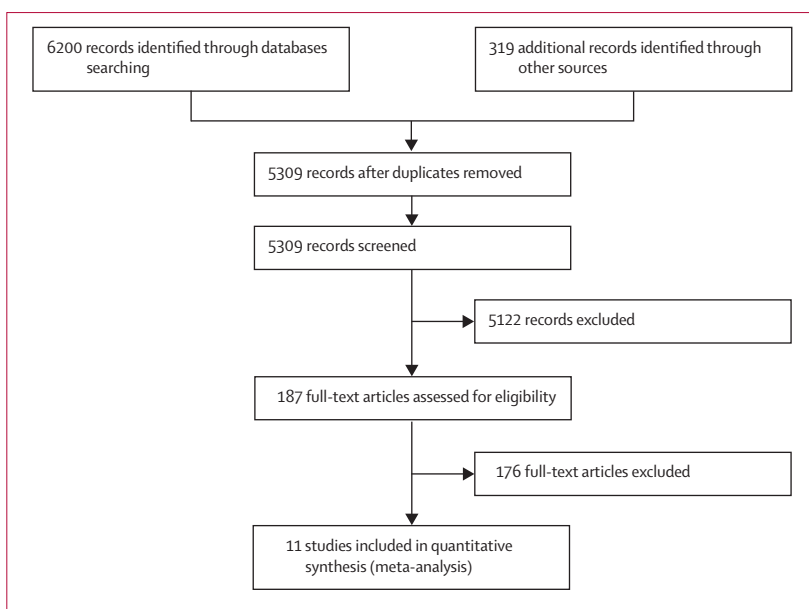 6200 records identified through databases
searching
319 additional records identified through
other sources
5309 records after duplicates removed
5309 records screened
5122 records excluded
187 full-text articles assessed for eligibility
176 full-text articles excluded
11 studies included in quantitative
synthesis (meta-analysis)